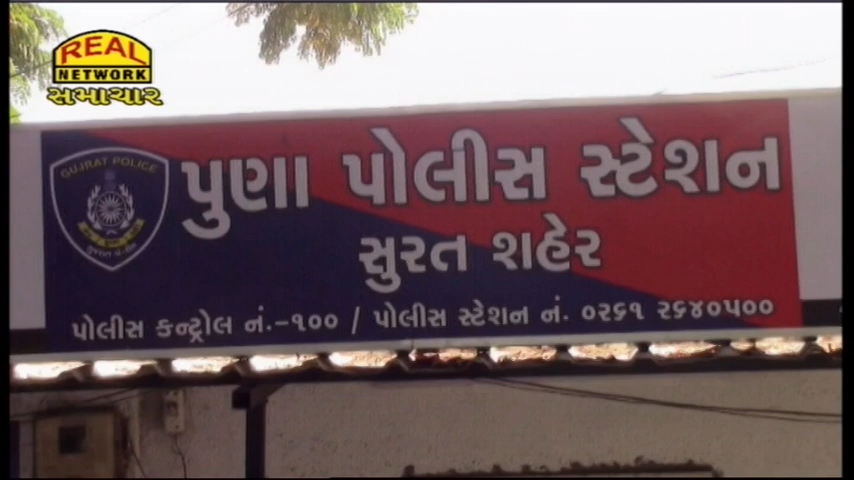 REAL
NETWORK
સમાચાર
GUJRAT POLICE
પુણા પોલીસ સ્ટેશન
સુરત શહેર
પોલીસ કન્ટ્રોલ નં.-૧૦૦ / પોલીસ સ્ટેશન નં. ૦૨૬૧ ૨૬૪૦૫૦૦